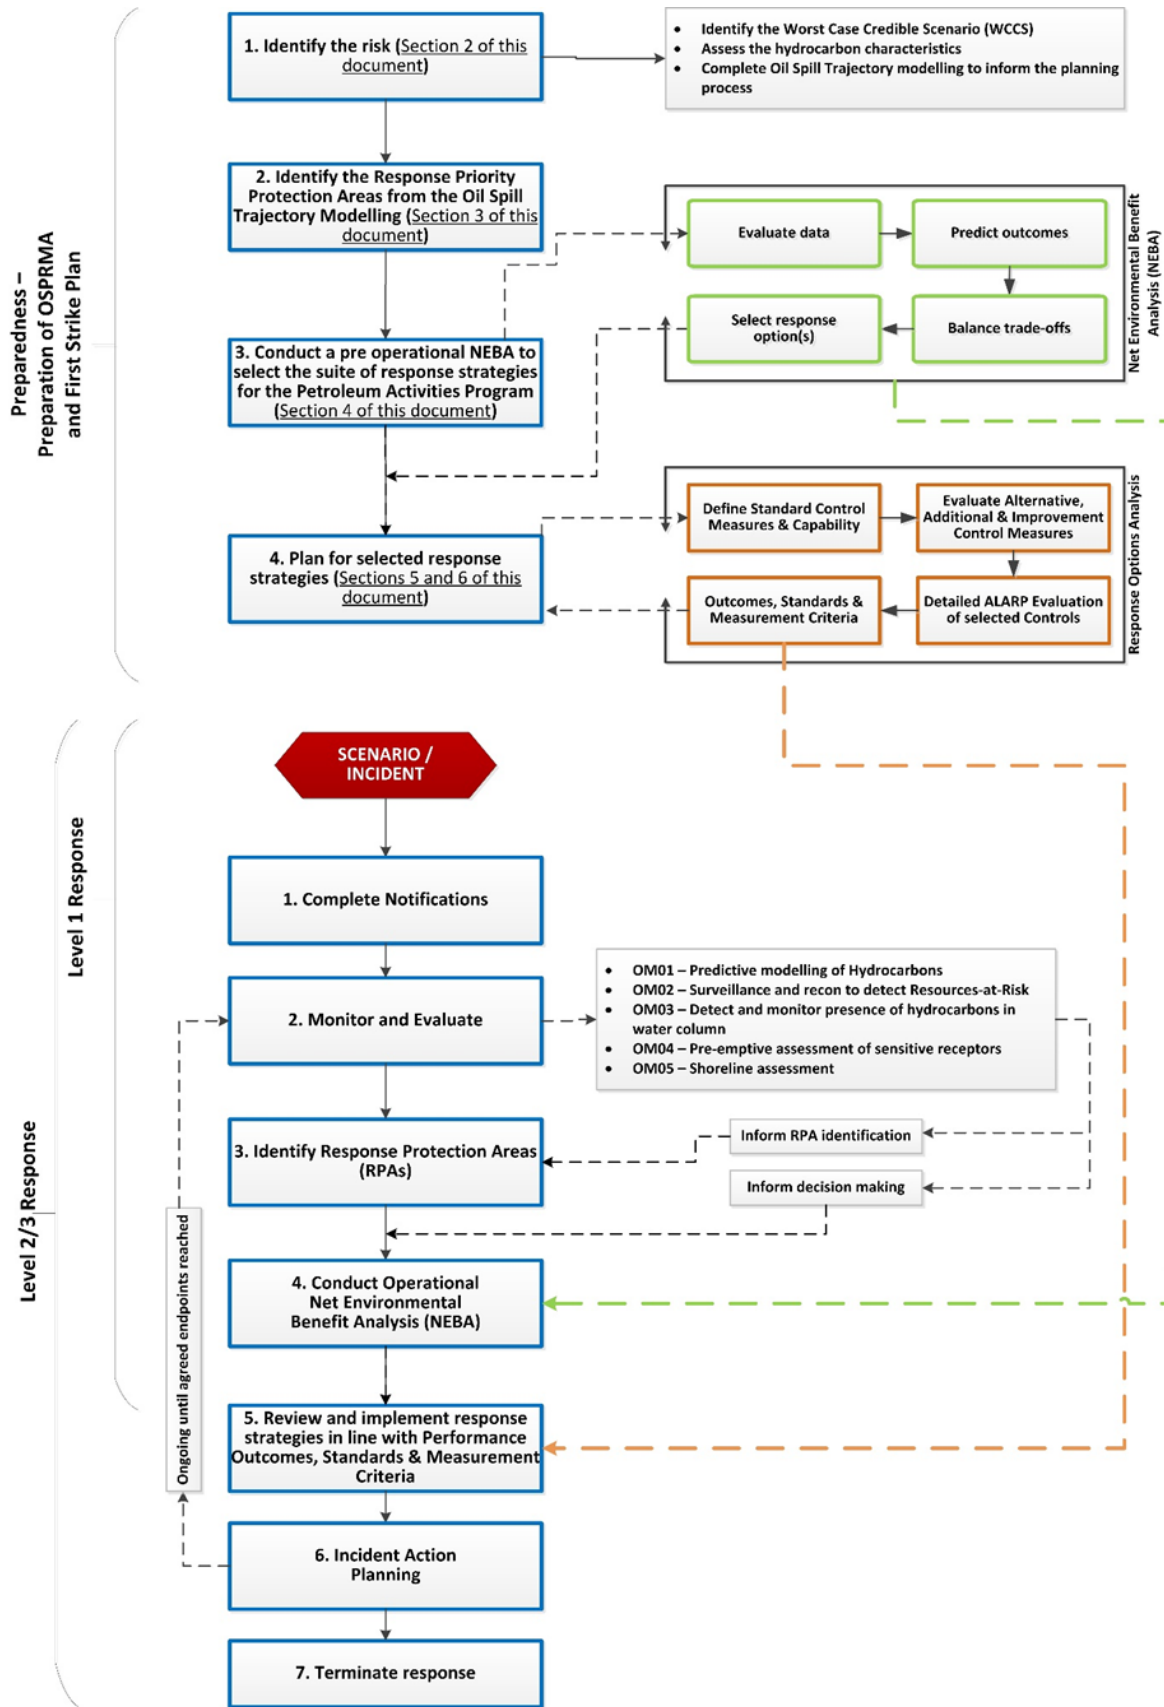 Preparedness –
Preparation of OSPRMA
and First Strike Plan
1. Identify the risk (Section 2 of this
document)
• Identify the Worst Case Credible Scenario (WCCS)
• Assess the hydrocarbon characteristics
• Complete Oil Spill Trajectory modelling to inform the planning
process
2. Identify the Response Priority
Protection Areas from the Oil Spill
Trajectory Modelling (Section 3 of this
document)
Evaluate data
Predict outcomes
Select response
option(s)
Balance trade-offs
Net Environmental Benefit
Analysis (NEBA)
3. Conduct a pre operational NEBA to
select the suite of response strategies
for the Petroleum Activities Program
(Section 4 of this document)
4. Plan for selected response
strategies (Sections 5 and 6 of this
document)
Define Standard Control
Measures & Capability
Evaluate Alternative,
Additional & Improvement
Control Measures
Outcomes, Standards &
Measurement Criteria
Detailed ALARP Evaluation
of selected Controls
Response Options Analysis
Level 2/3 Response
Level 1 Response
SCENARIO /
INCIDENT
1. Complete Notifications
2. Monitor and Evaluate
• OM01 – Predictive modelling of Hydrocarbons
• OM02 – Surveillance and recon to detect Resources-at-Risk
• OM03 – Detect and monitor presence of hydrocarbons in
water column
• OM04 – Pre-emptive assessment of sensitive receptors
• OM05 – Shoreline assessment
3. Identify Response Protection Areas
(RPAs)
Inform RPA identification
Inform decision making
4. Conduct Operational
Net Environmental
Benefit Analysis (NEBA)
Ongoing until agreed endpoints reached
5. Review and implement response
strategies in line with Performance
Outcomes, Standards & Measurement
Criteria
6. Incident Action
Planning
7. Terminate response